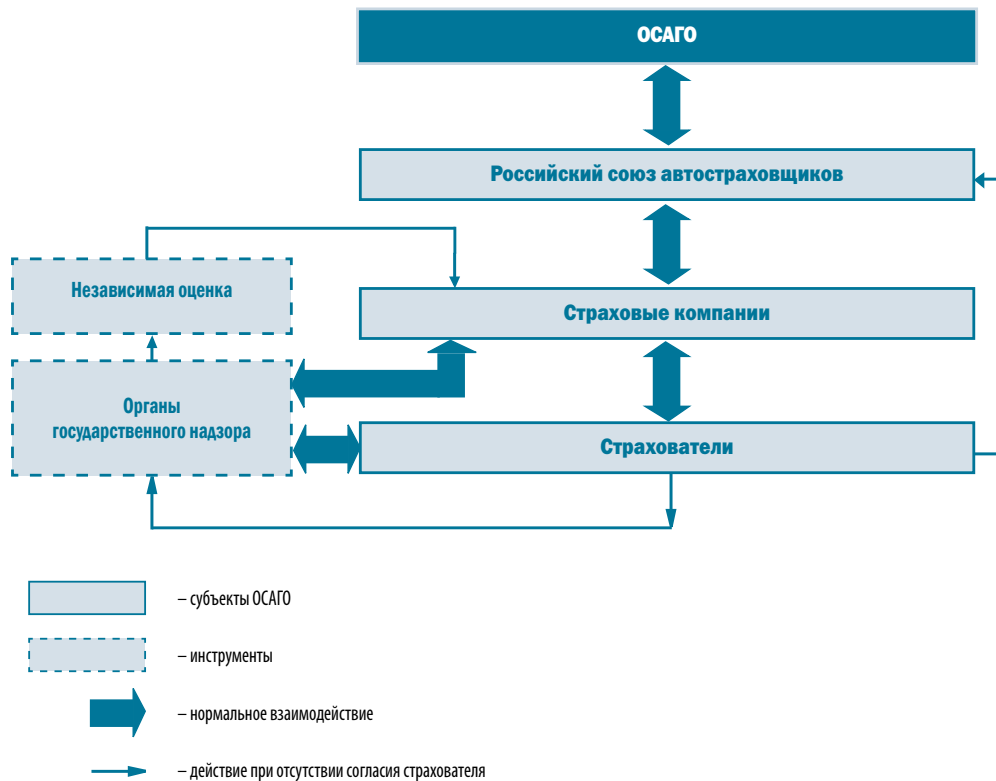 ОСАГО
Российский союз автостраховщиков
Независимая оценка
Страховые компании
Органы
государственного надзора
Страхователи
– субъекты ОСАГО
– инструменты
– нормальное взаимодействие
– действие при отсутствии согласия страхователя